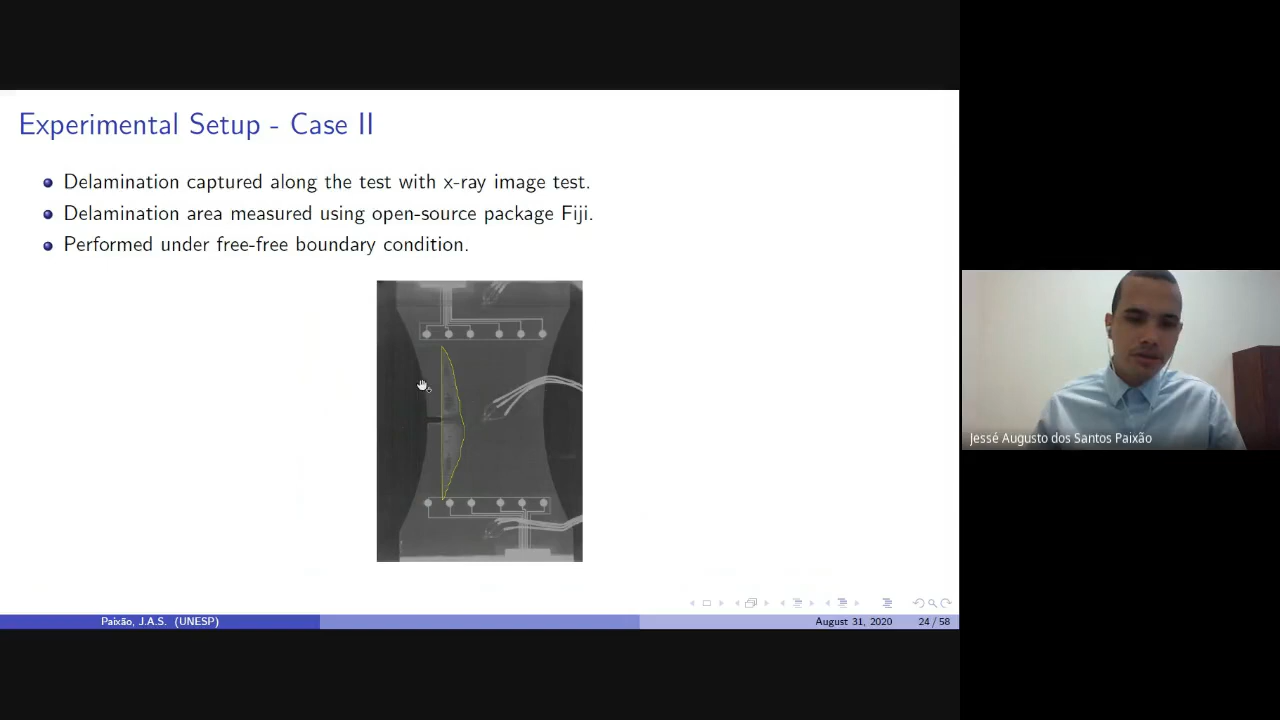 Experimental Setup - Case II
Delamination captured along the test with x-ray image test.
Delamination area measured using open-source package Fiji.
Performed under free-free boundary condition.
Jessé Augusto dos Santos Paixão
Paixão, J.A.S. (UNESP)
August 31, 2020
24 / 58